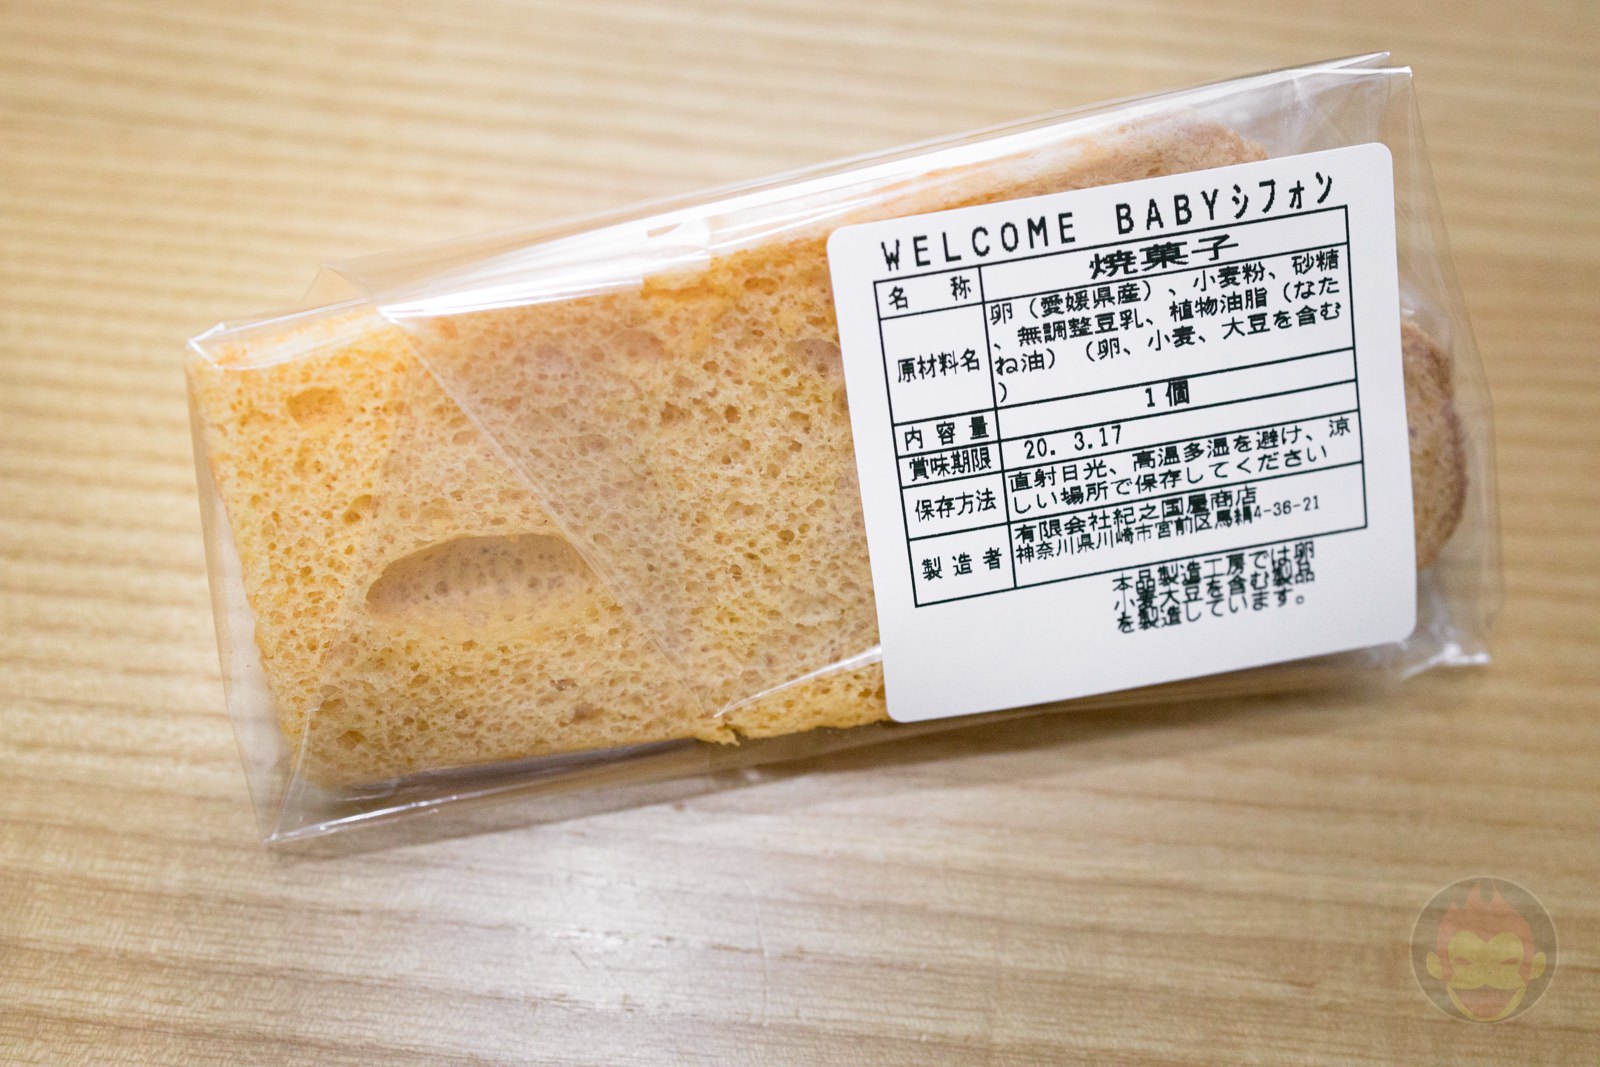 WELCOME BABYシフォン
名称 焼菓子
原材料名 卵（愛媛県産）、小麦粉、砂糖
、無調整豆乳、植物油脂（なた
ね油）（卵、小麦、大豆を含む
）
内容量 1個
賞味期限 20. 3.17
保存方法 直射日光、高温多湿を避け、涼
しい場所で保存してください
製造者 有限会社紀之国屋商店
神奈川県川崎市宮前区馬絹4-36-21
本品製造工房では卵
小麦大豆を含む製品
を製造しています。